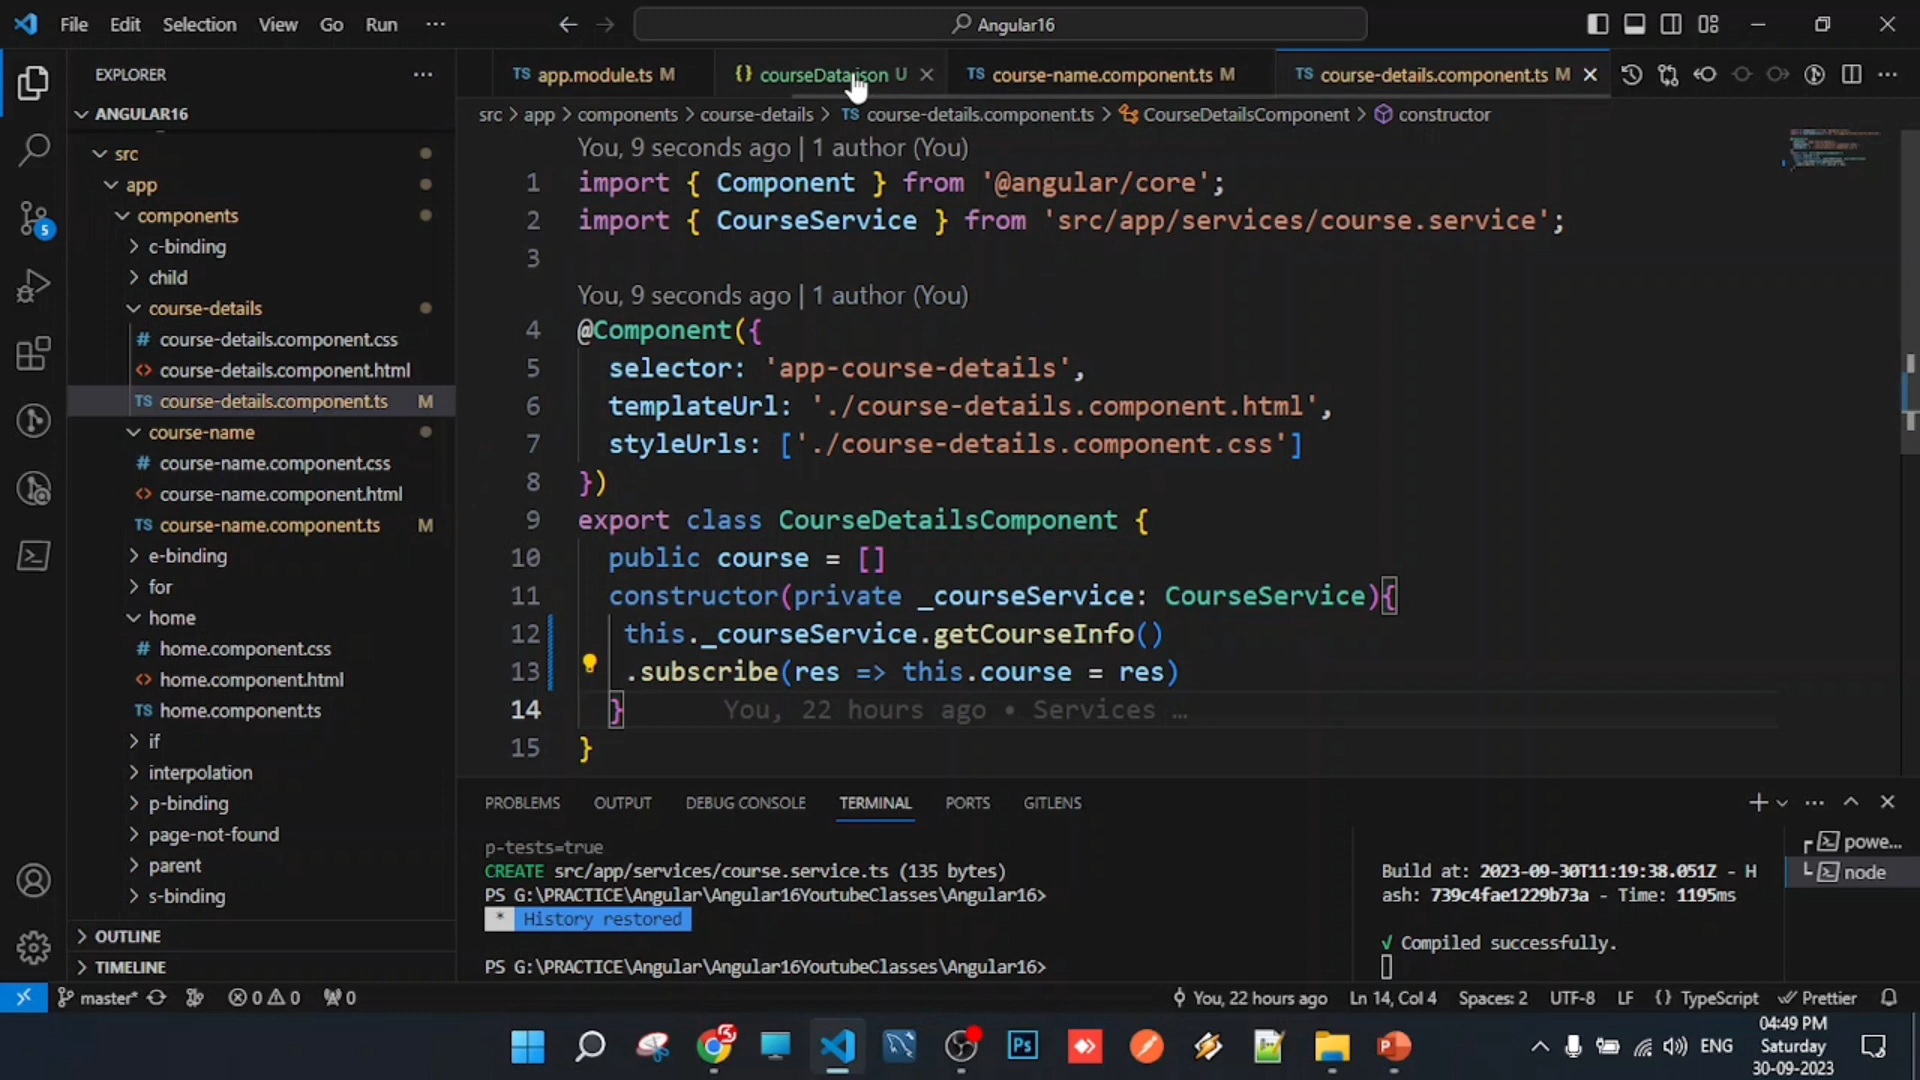 File Edit Selection View Go Run ··· Angular16
EXPLORER
ANGULAR16
src
app
components
c-binding
child
course-details
# course-details.component.css
<> course-details.component.html
TS course-details.component.ts M
course-name
# course-name.component.css
<> course-name.component.html
TS course-name.component.ts M
e-binding
for
home
# home.component.css
<> home.component.html
TS home.component.ts
if
interpolation
p-binding
page-not-found
parent
s-binding
OUTLINE
TIMELINE
5
TS app.module.ts M {} courseData.json U TS course-name.component.ts M TS course-details.component.ts M
src > app > components > course-details > TS course-details.component.ts > CourseDetailsComponent > constructor
You, 9 seconds ago | 1 author (You)
1 import { Component } from '@angular/core';
2 import { CourseService } from 'src/app/services/course.service';
3
You, 9 seconds ago | 1 author (You)
4 @Component({
5 selector: 'app-course-details',
6 templateUrl: './course-details.component.html',
7 styleUrls: ['./course-details.component.css']
8 })
9 export class CourseDetailsComponent {
10 public course = []
11 constructor(private _courseService: CourseService){
12 this._courseService.getCourseInfo()
13 .subscribe(res => this.course = res)
14 } You, 22 hours ago • Services …
15 }
PROBLEMS OUTPUT DEBUG CONSOLE TERMINAL PORTS GITLENS
p-tests=true
CREATE src/app/services/course.service.ts (135 bytes)
PS G:\PRACTICE\Angular\Angular16YoutubeClasses\Angular16>
* History restored
PS G:\PRACTICE\Angular\Angular16YoutubeClasses\Angular16>
Build at: 2023-09-30T11:19:38.051Z - H
ash: 739c4fae1229b73a - Time: 1195ms
√ Compiled successfully.
powe...
node
master* 0 0 0 You, 22 hours ago Ln 14, Col 4 Spaces: 2 UTF-8 LF {} TypeScript Prettier
Ps ENG
04:49 PM
Saturday
30-09-2023